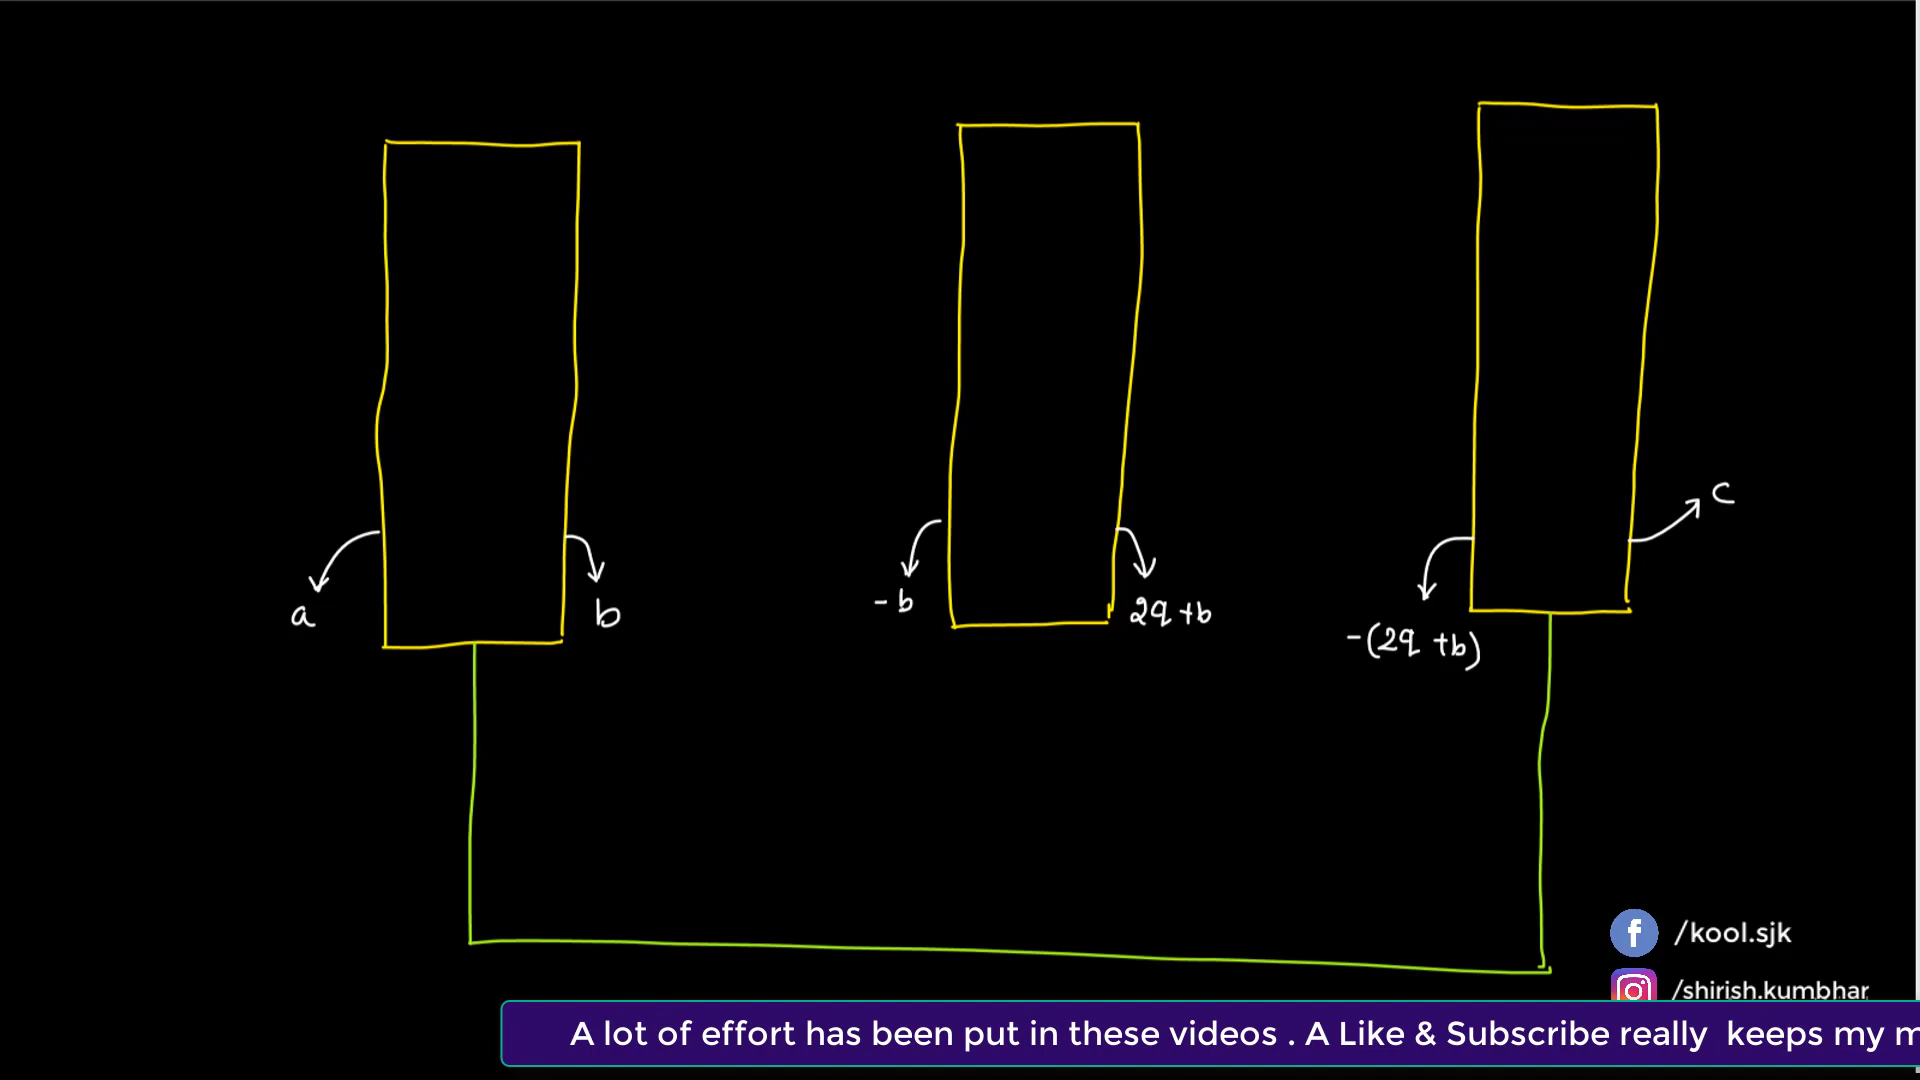 c
a
b
- b
2q + b
-(2q + b)
/kool.sjk
/shirish.kumbhar
A lot of effort has been put in these videos . A Like & Subscribe really keeps my m